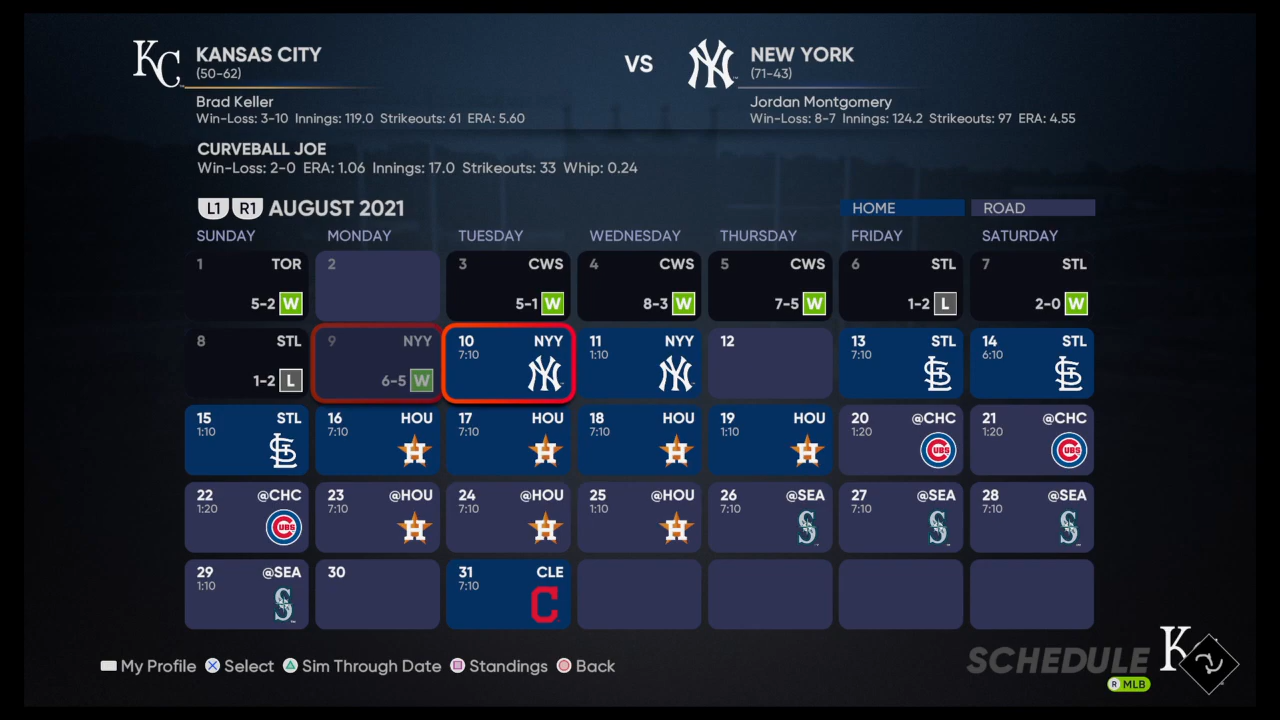 KANSAS CITY
(50-62)
VS
NEW YORK
(71-43)
Brad Keller
Win-Loss: 3-10 Innings: 119.0 Strikeouts: 61 ERA: 5.60
Jordan Montgomery
Win-Loss: 8-7 Innings: 124.2 Strikeouts: 97 ERA: 4.55
CURVEBALL JOE
Win-Loss: 2-0 ERA: 1.06 Innings: 17.0 Strikeouts: 33 Whip: 0.24
L1 R1 AUGUST 2021
HOME ROAD
SUNDAY MONDAY TUESDAY WEDNESDAY THURSDAY FRIDAY SATURDAY
1 TOR 2 3 CWS 4 CWS 5 CWS 6 STL 7 STL
5-2 W 5-1 W 8-3 W 7-5 W 1-2 L 2-0 W
8 STL 9 NYY 10 NYY 11 NYY 12 13 STL 14 STL
7:10 1:10 7:10 6:10
1-2 L 6-5 W
15 STL 16 HOU 17 HOU 18 HOU 19 HOU 20 @CHC 21 @CHC
1:10 7:10 7:10 7:10 1:10 1:20 CUBS 1:20 CUBS
22 @CHC 23 @HOU 24 @HOU 25 @HOU 26 @SEA 27 @SEA 28 @SEA
1:20 CUBS 7:10 7:10 1:10 7:10 7:10 7:10
29 @SEA 30 31 CLE
1:10 7:10
My Profile Select Sim Through Date Standings Back
SCHEDULE
R MLB